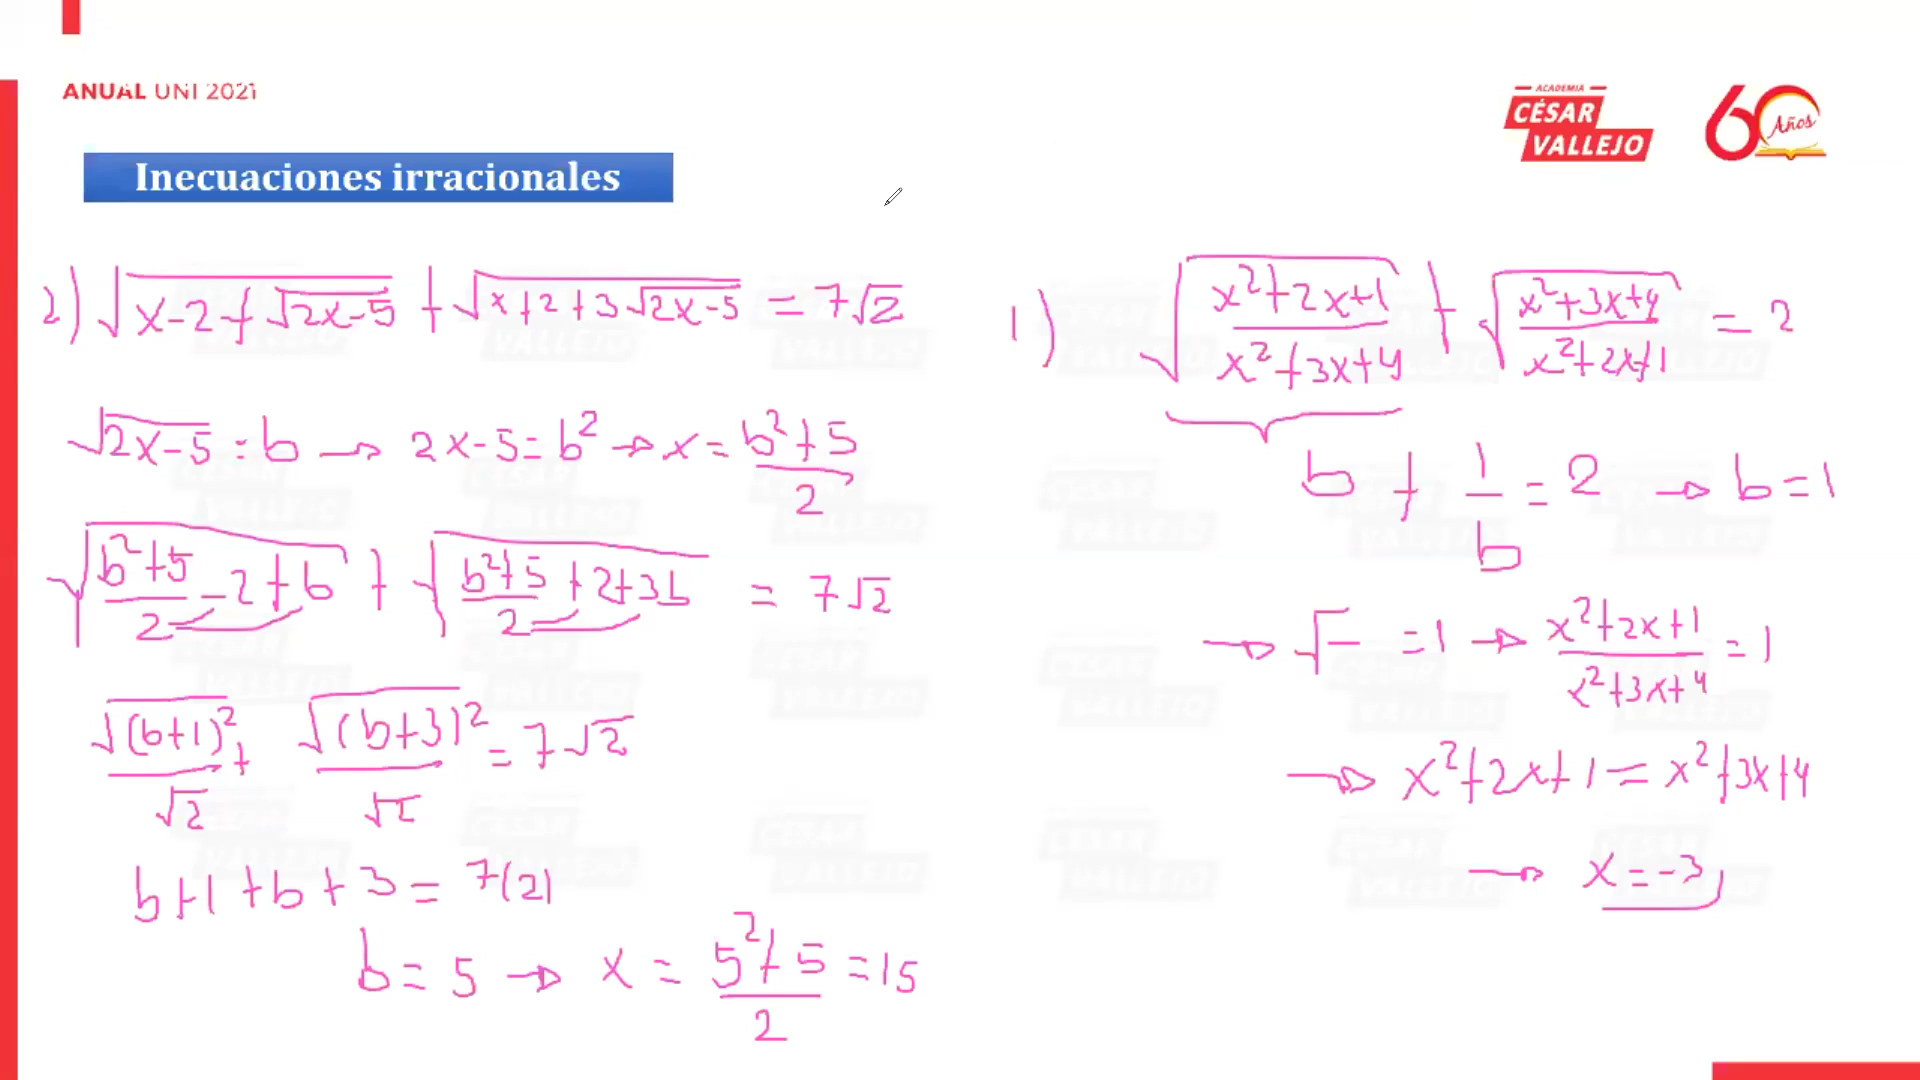 ANUAL UNI 2021
ACADEMIA
CÉSAR
VALLEJO
60 Años
Inecuaciones irracionales
2) √(x-2+√(2x-5)) + √(x+2+3√(2x-5)) = 7√2
√(2x-5) = b → 2x-5 = b² → x = (b²+5)/2
√((b²+5)/2 -2+b) + √((b²+5)/2 +2+3b) = 7√2
√(b+1)²/√2 + √(b+3)²/√2 = 7√2
b+1+b+3 = 7(2)
b = 5 → x = (5²+5)/2 = 15
1) √((x²+2x+1)/(x²+3x+4)) + √((x²+3x+4)/(x²+2x+1)) = 2
b + 1/b = 2 → b = 1
→ √ = 1 → (x²+2x+1)/(x²+3x+4) = 1
→ x²+2x+1 = x²+3x+4
→ x = -3